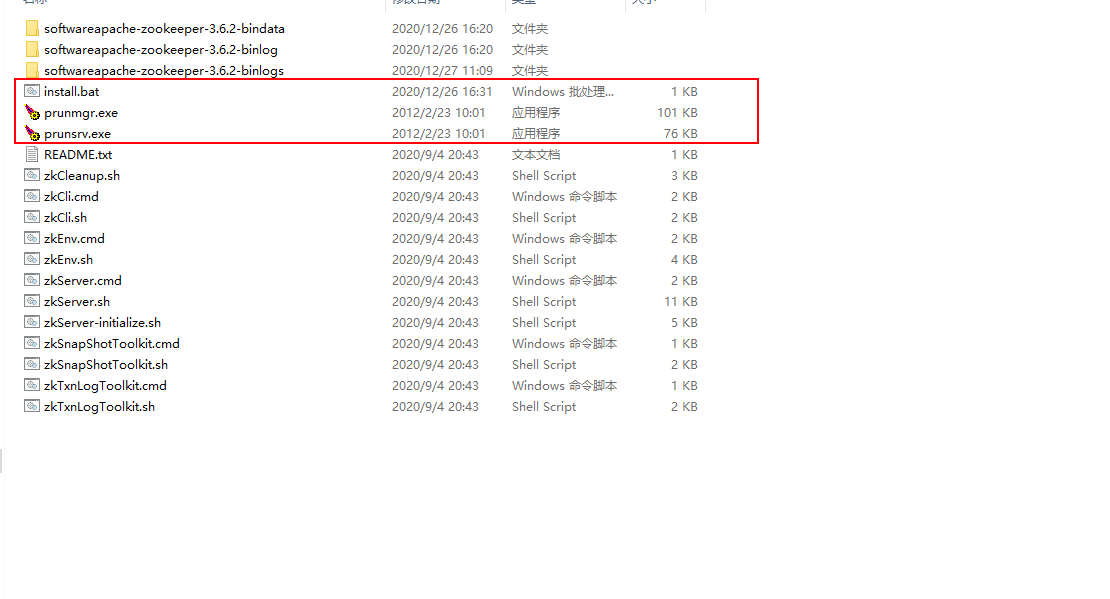 softwareapache-zookeeper-3.6.2-bindata 2020/12/26 16:20 文件夹
softwareapache-zookeeper-3.6.2-binlog 2020/12/26 16:20 文件夹
softwareapache-zookeeper-3.6.2-binlogs 2020/12/27 11:09 文件夹
install.bat 2020/12/26 16:31 Windows 批处理... 1 KB
prunmgr.exe 2012/2/23 10:01 应用程序 101 KB
prunsrv.exe 2012/2/23 10:01 应用程序 76 KB
README.txt 2020/9/4 20:43 文本文档 1 KB
zkCleanup.sh 2020/9/4 20:43 Shell Script 3 KB
zkCli.cmd 2020/9/4 20:43 Windows 命令脚本 2 KB
zkCli.sh 2020/9/4 20:43 Shell Script 2 KB
zkEnv.cmd 2020/9/4 20:43 Windows 命令脚本 2 KB
zkEnv.sh 2020/9/4 20:43 Shell Script 4 KB
zkServer.cmd 2020/9/4 20:43 Windows 命令脚本 2 KB
zkServer.sh 2020/9/4 20:43 Shell Script 11 KB
zkServer-initialize.sh 2020/9/4 20:43 Shell Script 5 KB
zkSnapShotToolkit.cmd 2020/9/4 20:43 Windows 命令脚本 1 KB
zkSnapShotToolkit.sh 2020/9/4 20:43 Shell Script 2 KB
zkTxnLogToolkit.cmd 2020/9/4 20:43 Windows 命令脚本 1 KB
zkTxnLogToolkit.sh 2020/9/4 20:43 Shell Script 2 KB